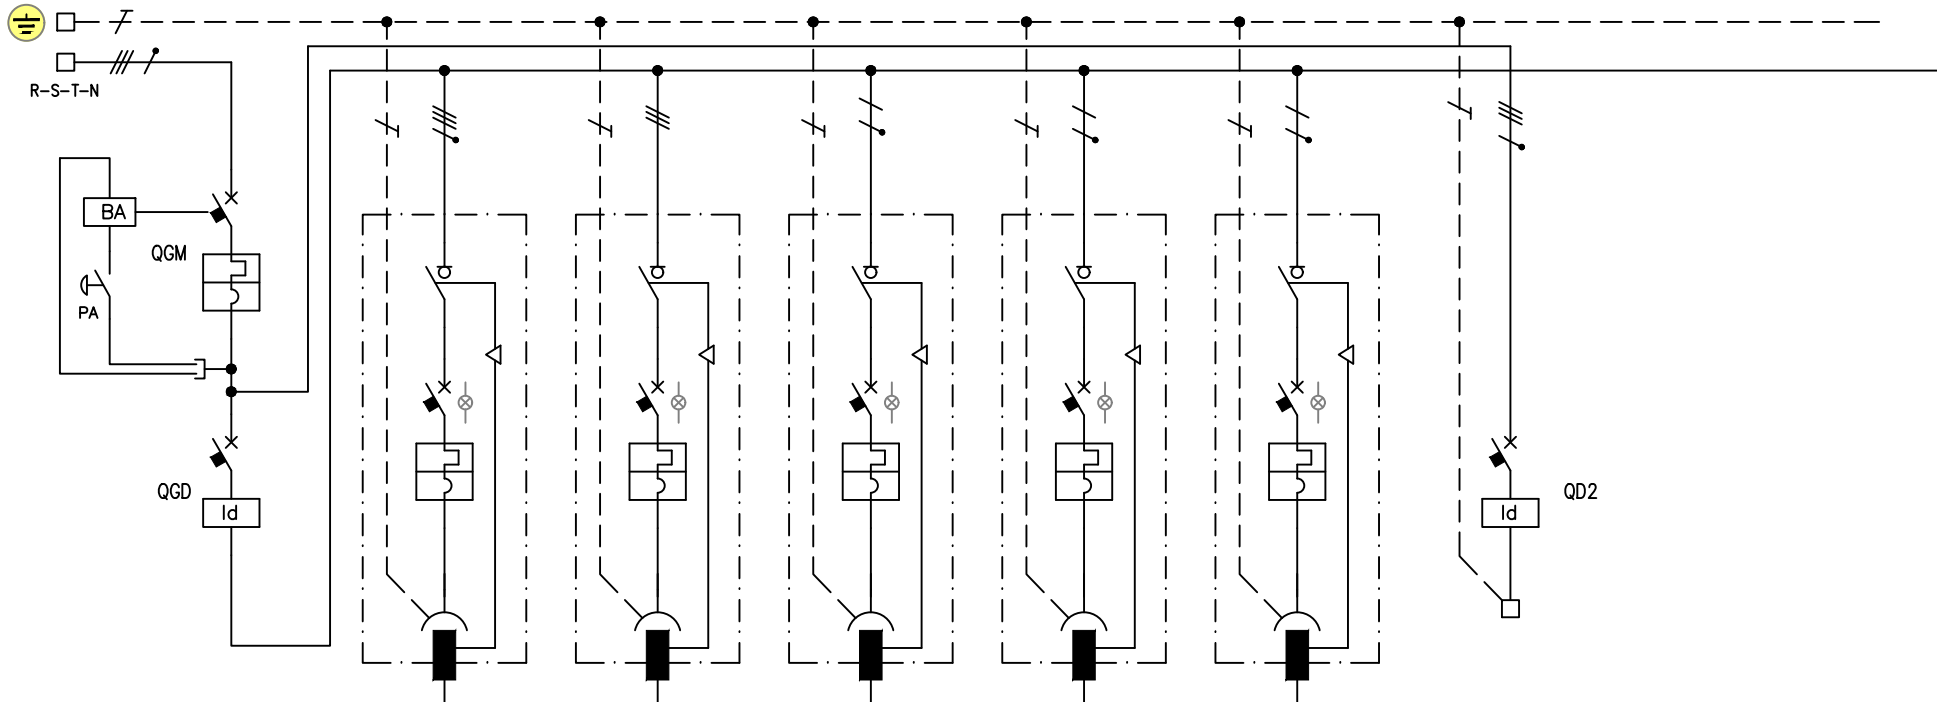 R-S-T-N
BA
QGM
PA
QGD
Id
Id
QD2